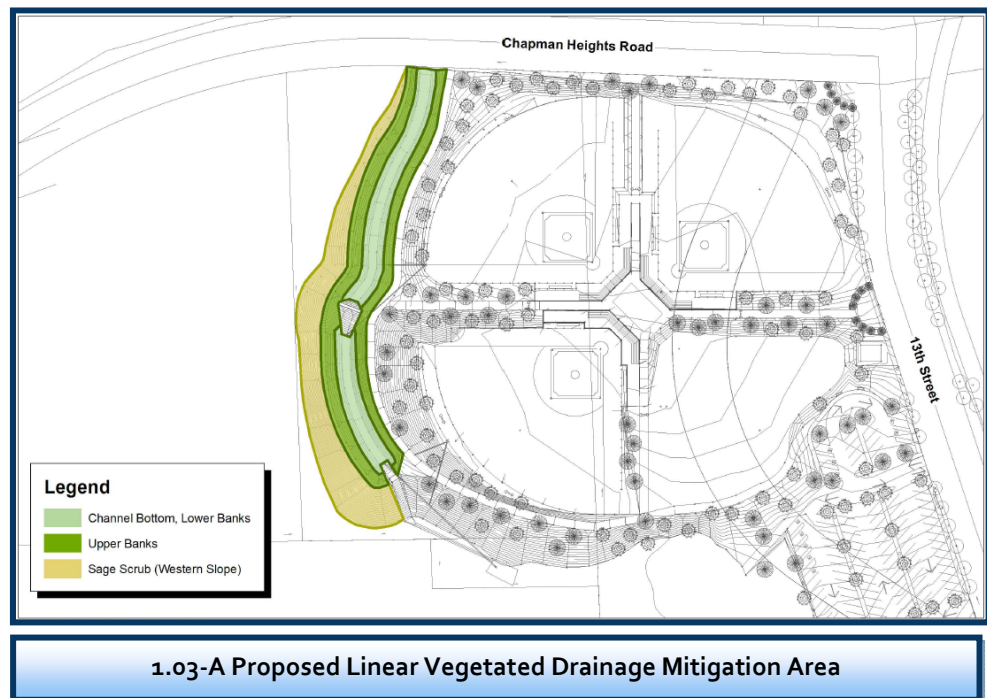 Chapman Heights Road
13th Street
Legend
Channel Bottom, Lower Banks
Upper Banks
Sage Scrub (Western Slope)
1.03-A Proposed Linear Vegetated Drainage Mitigation Area